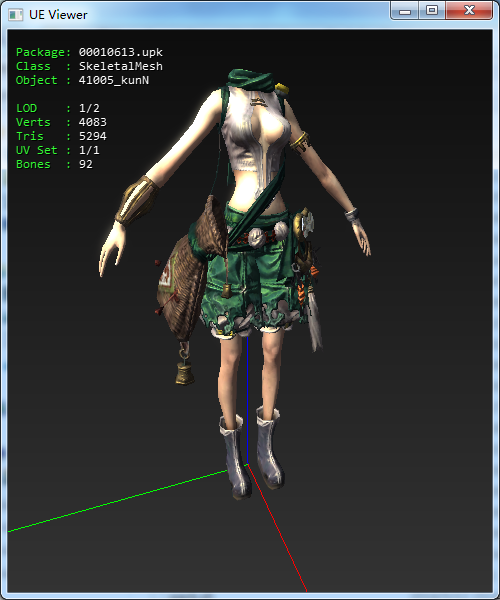 UE Viewer
Package: 00010613.upk
Class : SkeletalMesh
Object : 41005_kunN
LOD : 1/2
Verts : 4083
Tris : 5294
UV Set : 1/1
Bones : 92